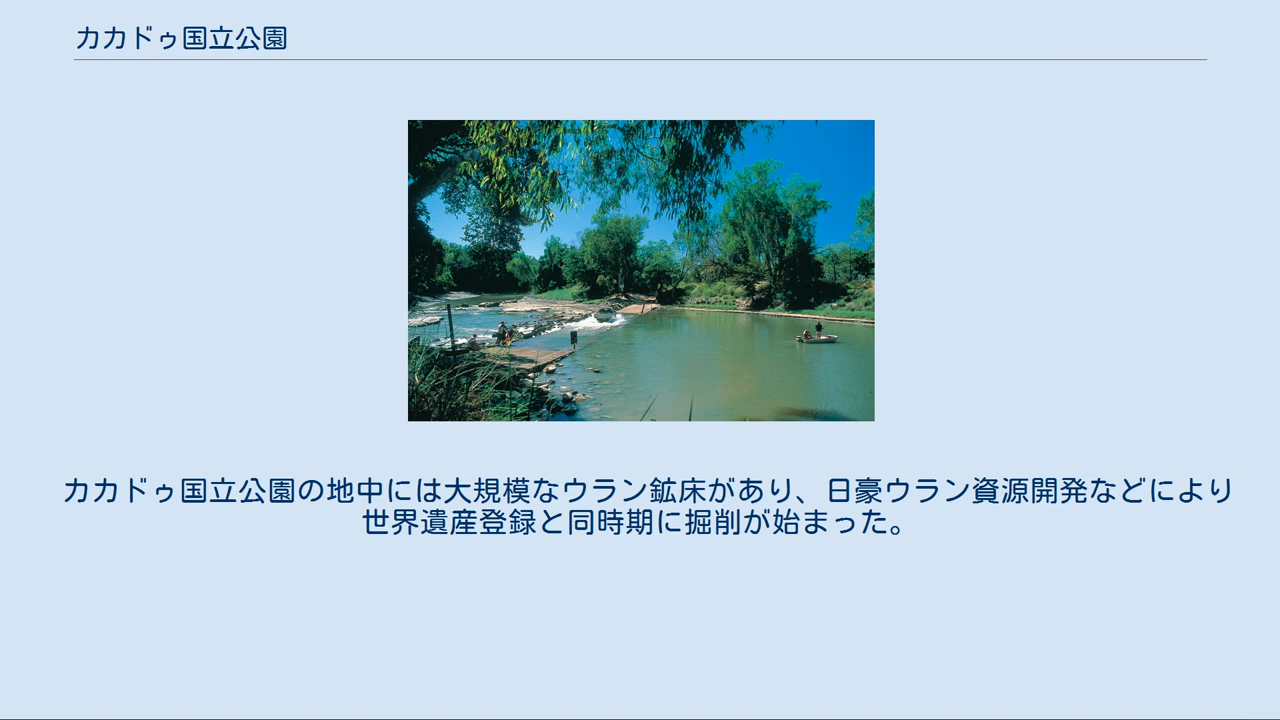 カカドゥ国立公園
カカドゥ国立公園の地中には大規模なウラン鉱床があり、日豪ウラン資源開発などにより
世界遺産登録と同時期に掘削が始まった。